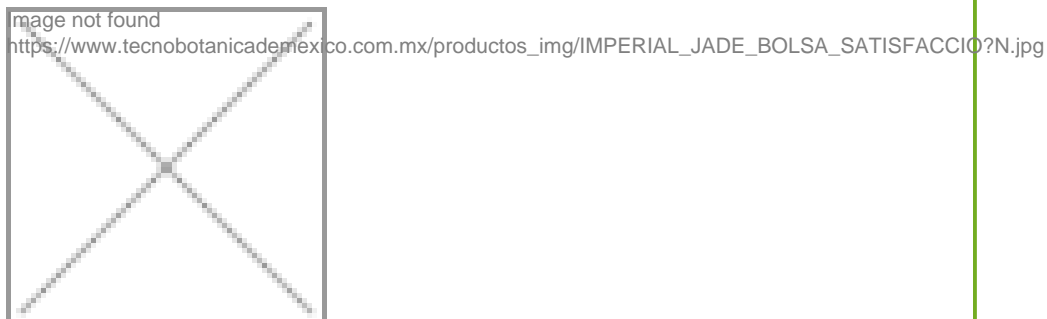 Image not found
https://www.tecnobotanicademexico.com.mx/productos_img/IMPERIAL_JADE_BOLSA_SATISFACCIO?N.jpg